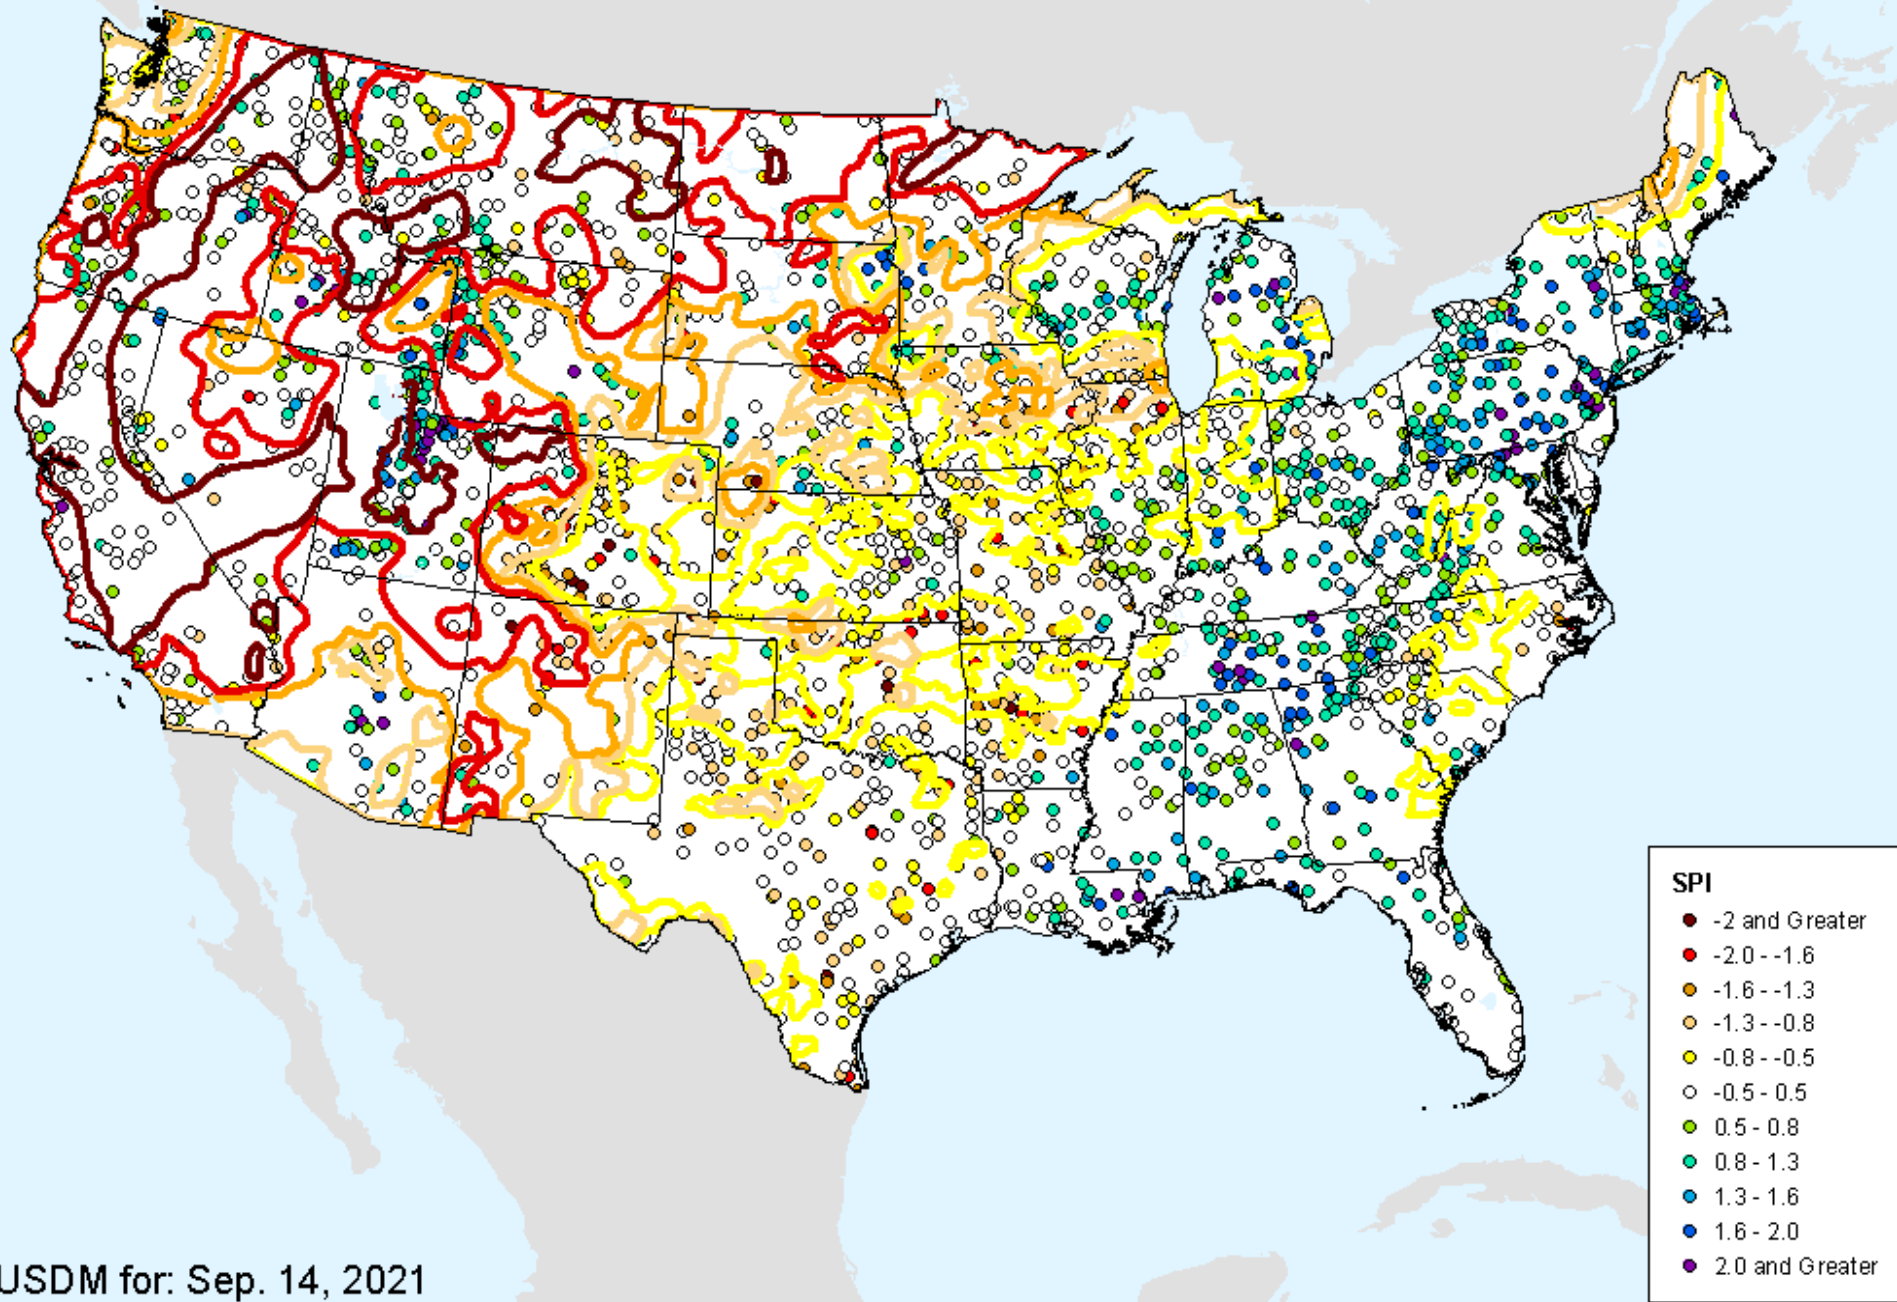 SPI
-2 and Greater
-2.0 - -1.6
-1.6 - -1.3
-1.3 - -0.8
-0.8 - -0.5
-0.5 - 0.5
0.5 - 0.8
0.8 - 1.3
1.3 - 1.6
1.6 - 2.0
2.0 and Greater
USDM for: Sep. 14, 2021